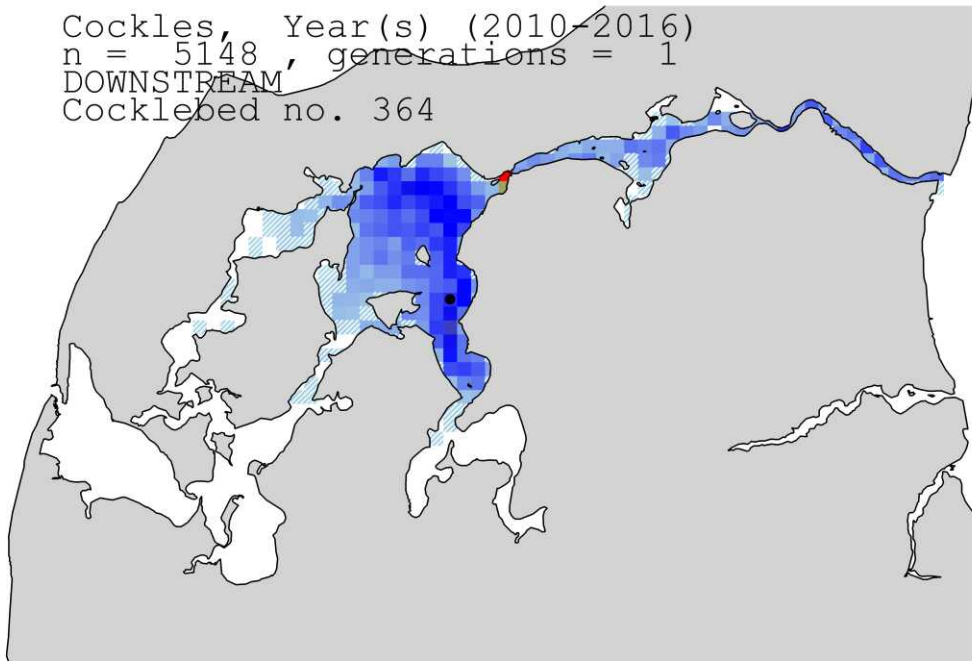 Cockles, Year(s) (2010-2016)
n = 5148 , generations = 1
DOWNSTREAM
Cocklebed no. 364